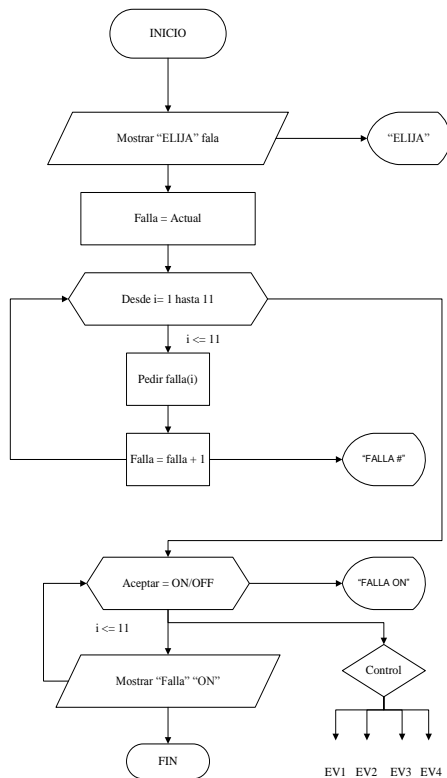 INICIO
Mostrar “ELIJA” fala
“ELIJA”
Falla = Actual
Desde i= 1 hasta 11
i <= 11
Pedir falla(i)
Falla = falla + 1
“FALLA #”
Aceptar = ON/OFF
“FALLA ON”
i <= 11
Mostrar “Falla” “ON”
Control
FIN
EV1 EV2 EV3 EV4